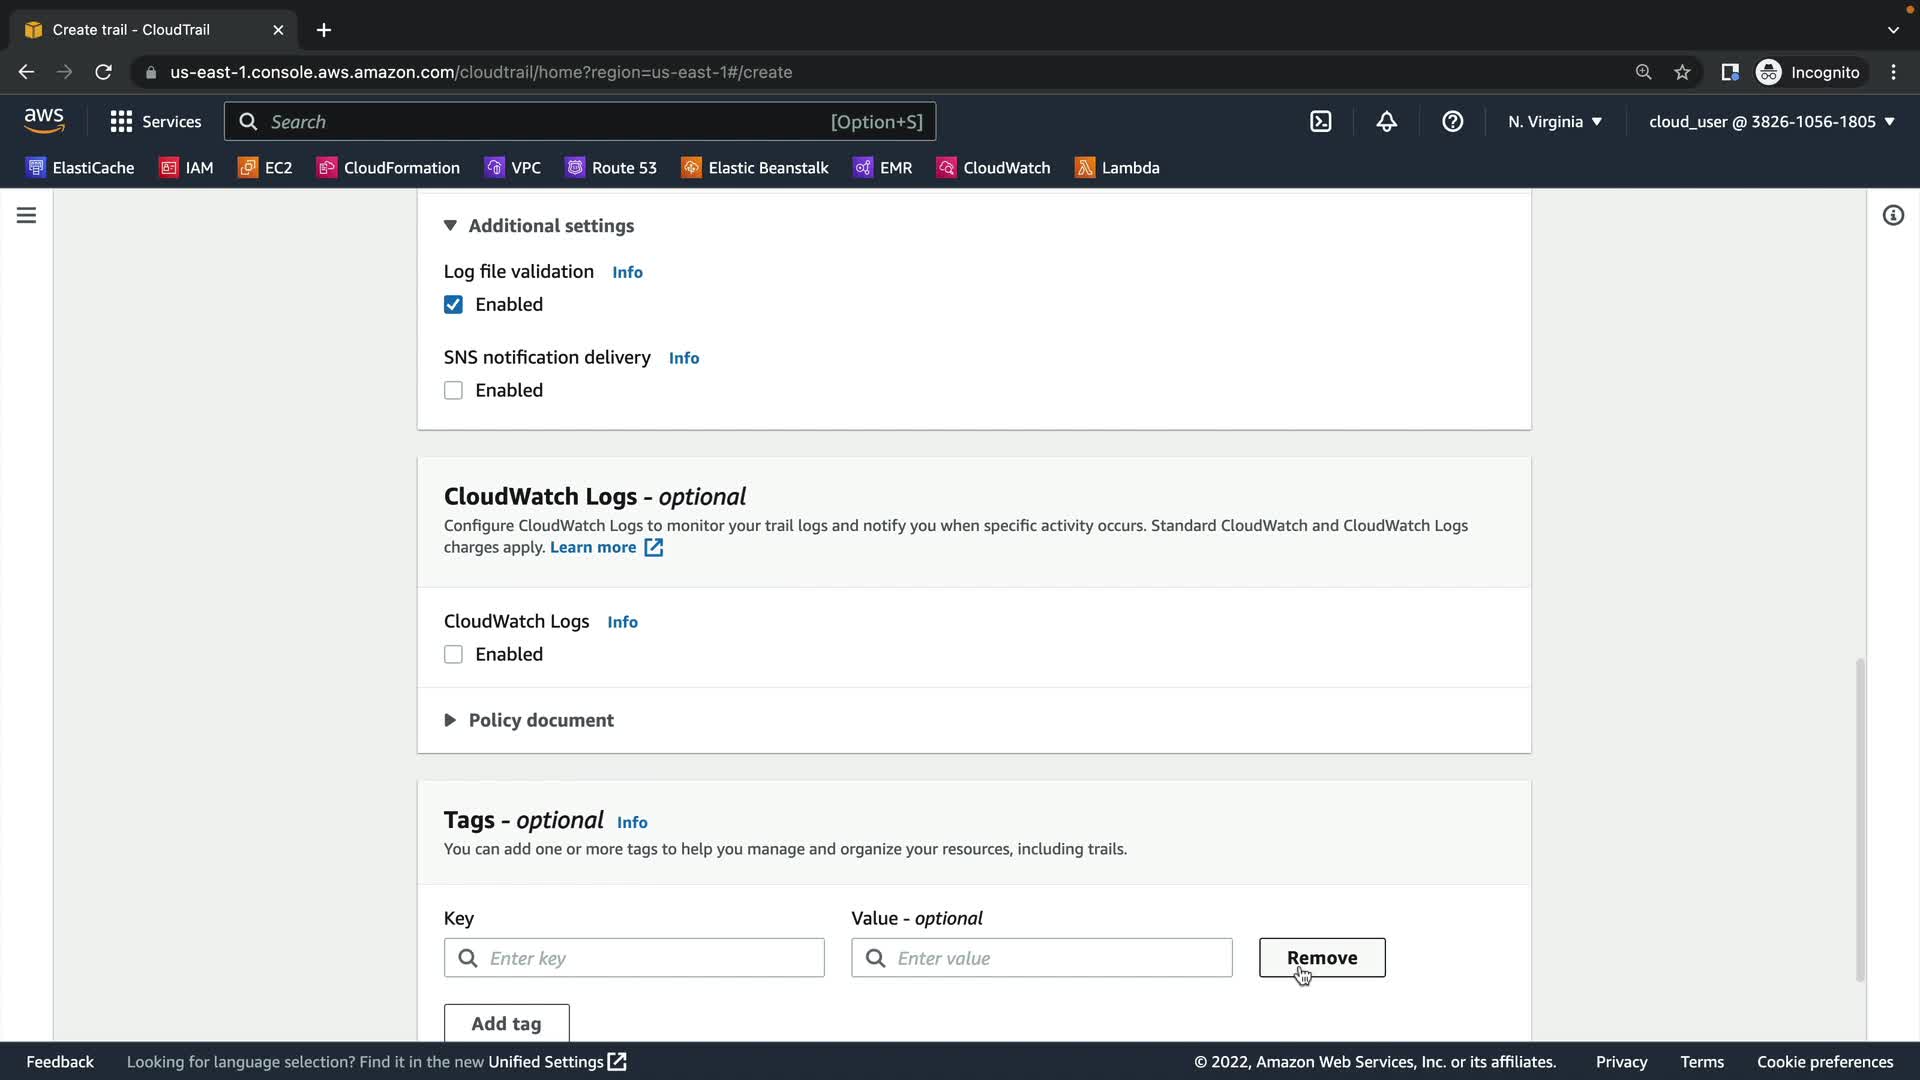 Create trail - CloudTrail
us-east-1.console.aws.amazon.com/cloudtrail/home?region=us-east-1#/create
Incognito
aws
Services
Search
[Option+S]
N. Virginia
cloud_user @ 3826-1056-1805
ElastiCache
IAM
EC2
CloudFormation
VPC
Route 53
Elastic Beanstalk
EMR
CloudWatch
Lambda
Additional settings
Log file validation Info
Enabled
SNS notification delivery Info
Enabled
CloudWatch Logs - optional
Configure CloudWatch Logs to monitor your trail logs and notify you when specific activity occurs. Standard CloudWatch and CloudWatch Logs
charges apply. Learn more
CloudWatch Logs Info
Enabled
Policy document
Tags - optional Info
You can add one or more tags to help you manage and organize your resources, including trails.
Key
Value - optional
Enter key
Enter value
Remove
Add tag
Feedback
Looking for language selection? Find it in the new Unified Settings
© 2022, Amazon Web Services, Inc. or its affiliates.
Privacy
Terms
Cookie preferences